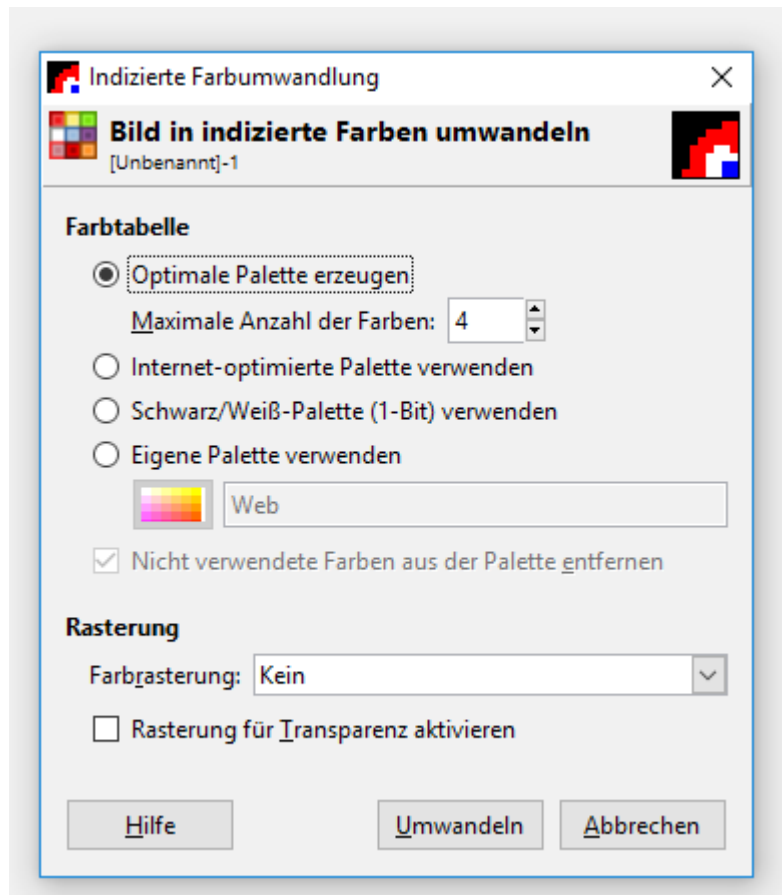 Indizierte Farbumwandlung
Bild in indizierte Farben umwandeln
[Unbenannt]-1
Farbtabelle
Optimale Palette erzeugen
Maximale Anzahl der Farben: 4
Internet-optimierte Palette verwenden
Schwarz/Weiß-Palette (1-Bit) verwenden
Eigene Palette verwenden
Web
Nicht verwendete Farben aus der Palette entfernen
Rasterung
Farbrasterung: Kein
Rasterung für Transparenz aktivieren
Hilfe Umwandeln Abbrechen